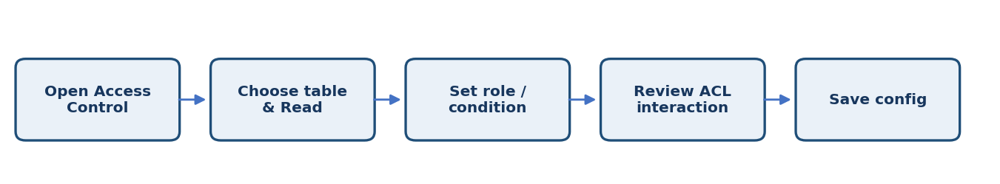 Open Access
Control
Choose table
& Read
Set role /
condition
Review ACL
interaction
Save config